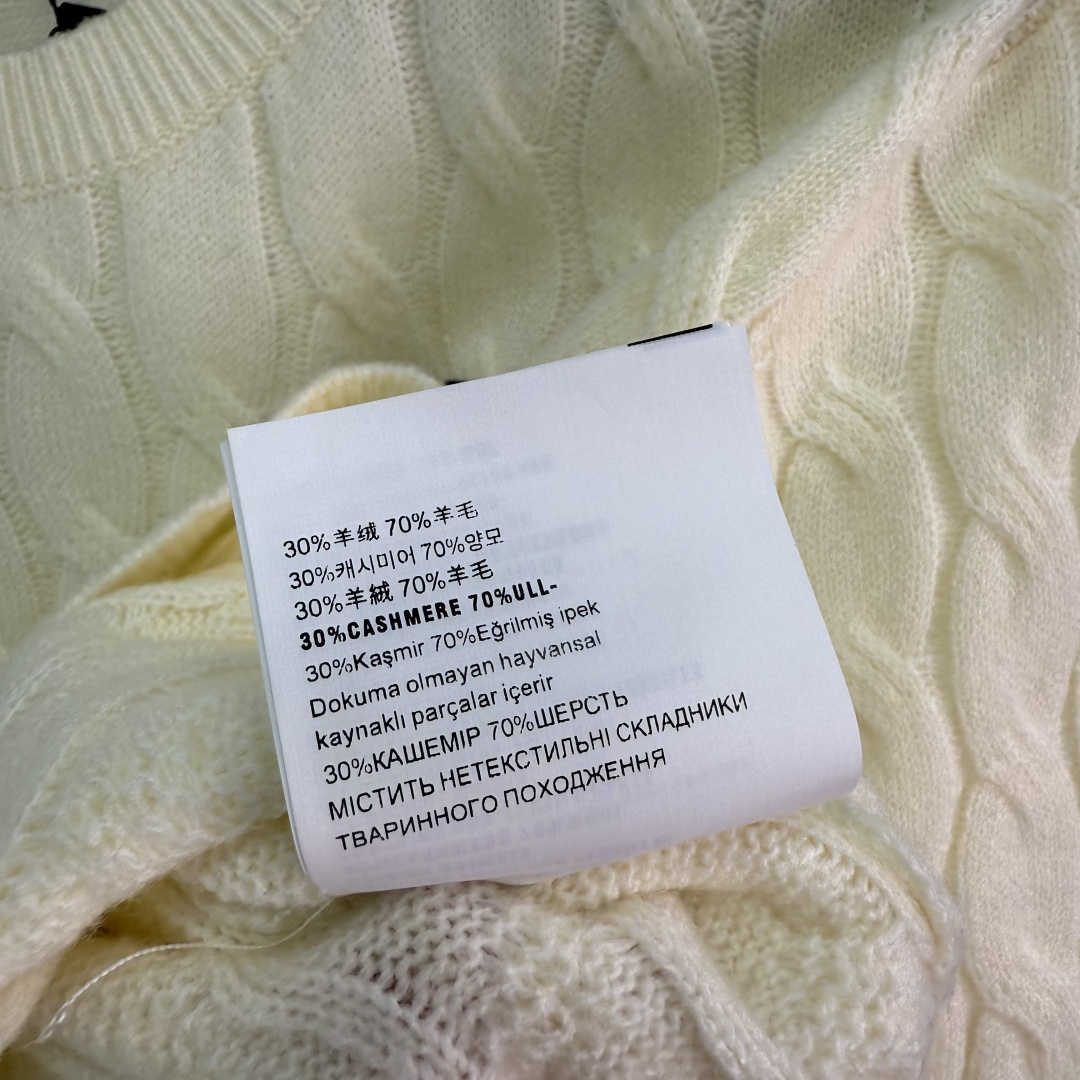 30%羊绒 70%羊毛
30%캐시미어 70%양모
30%羊絨 70%羊毛
30%CASHMERE 70%ULL-
30%Kaşmir 70%Eğrilmiş ipek
Dokuma olmayan hayvansal
kaynaklı parçalar içerir
30%КАШЕМІР 70%ШЕРСТЬ
МІСТИТЬ НЕТЕКСТИЛЬНІ СКЛАДНИКИ
ТВАРИННОГО ПОХОДЖЕННЯ